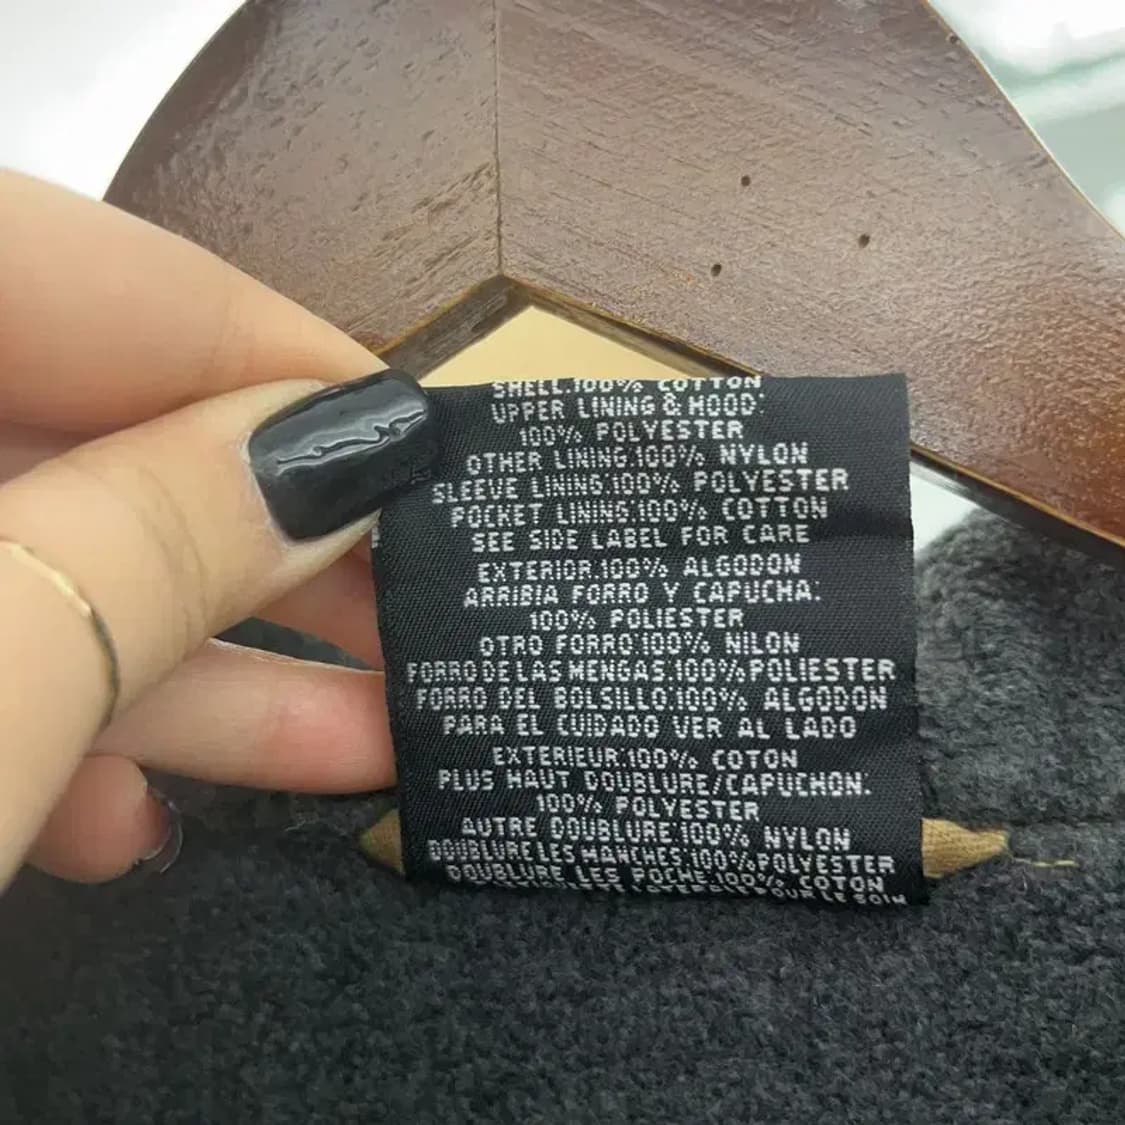 SHELL:100% COTTON
UPPER LINING & HOOD:
100% POLYESTER
OTHER LINING:100% NYLON
SLEEVE LINING:100% POLYESTER
POCKET LINING:100% COTTON
SEE SIDE LABEL FOR CARE
EXTERIOR:100% ALGODON
ARRIBIA FORRO Y CAPUCHA:
100% POLIESTER
OTRO FORRO:100% NILON
FORRO DE LAS MENGAS:100% POLIESTER
FORRO DEL BOLSILLO:100% ALGODON
PARA EL CUIDADO VER AL LADO
EXTERIEUR:100% COTON
PLUS HAUT DOUBLURE/CAPUCHON:
100% POLYESTER
AUTRE DOUBLURE:100% NYLON
DOUBLURE LES MANCHES:100% POLYESTER
DOUBLURE LES POCHE:100% COTON
LATERALE POUR LE SOIN